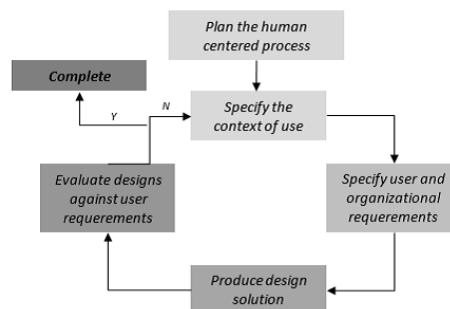 Plan the human
centered process
Complete
N
Y
Specify the
context of use
Evaluate designs
against user
requerements
Specify user and
organizational
requerements
Produce design
solution